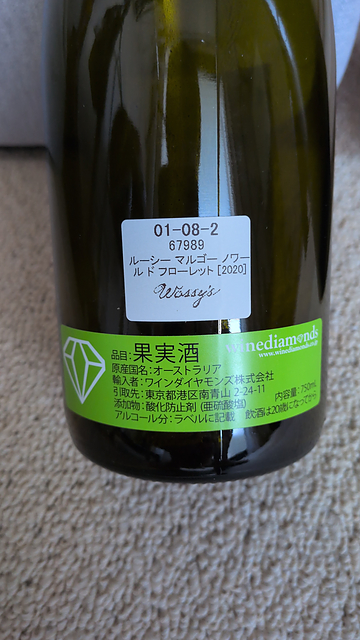 01-08-2
67989
ルーシー マルゴー ノワー
ル ド フローレット [2020]
Wassy's
winediamonds
www.winediamonds.co.jp
品目:果実酒
原産国名:オーストラリア
輸入者:ワインダイヤモンズ株式会社
引取先:東京都港区南青山 2-24-11
内容量:750mL
添加物:酸化防止剤(亜硫酸塩)
アルコール分:ラベルに記載 飲酒は20歳になってから